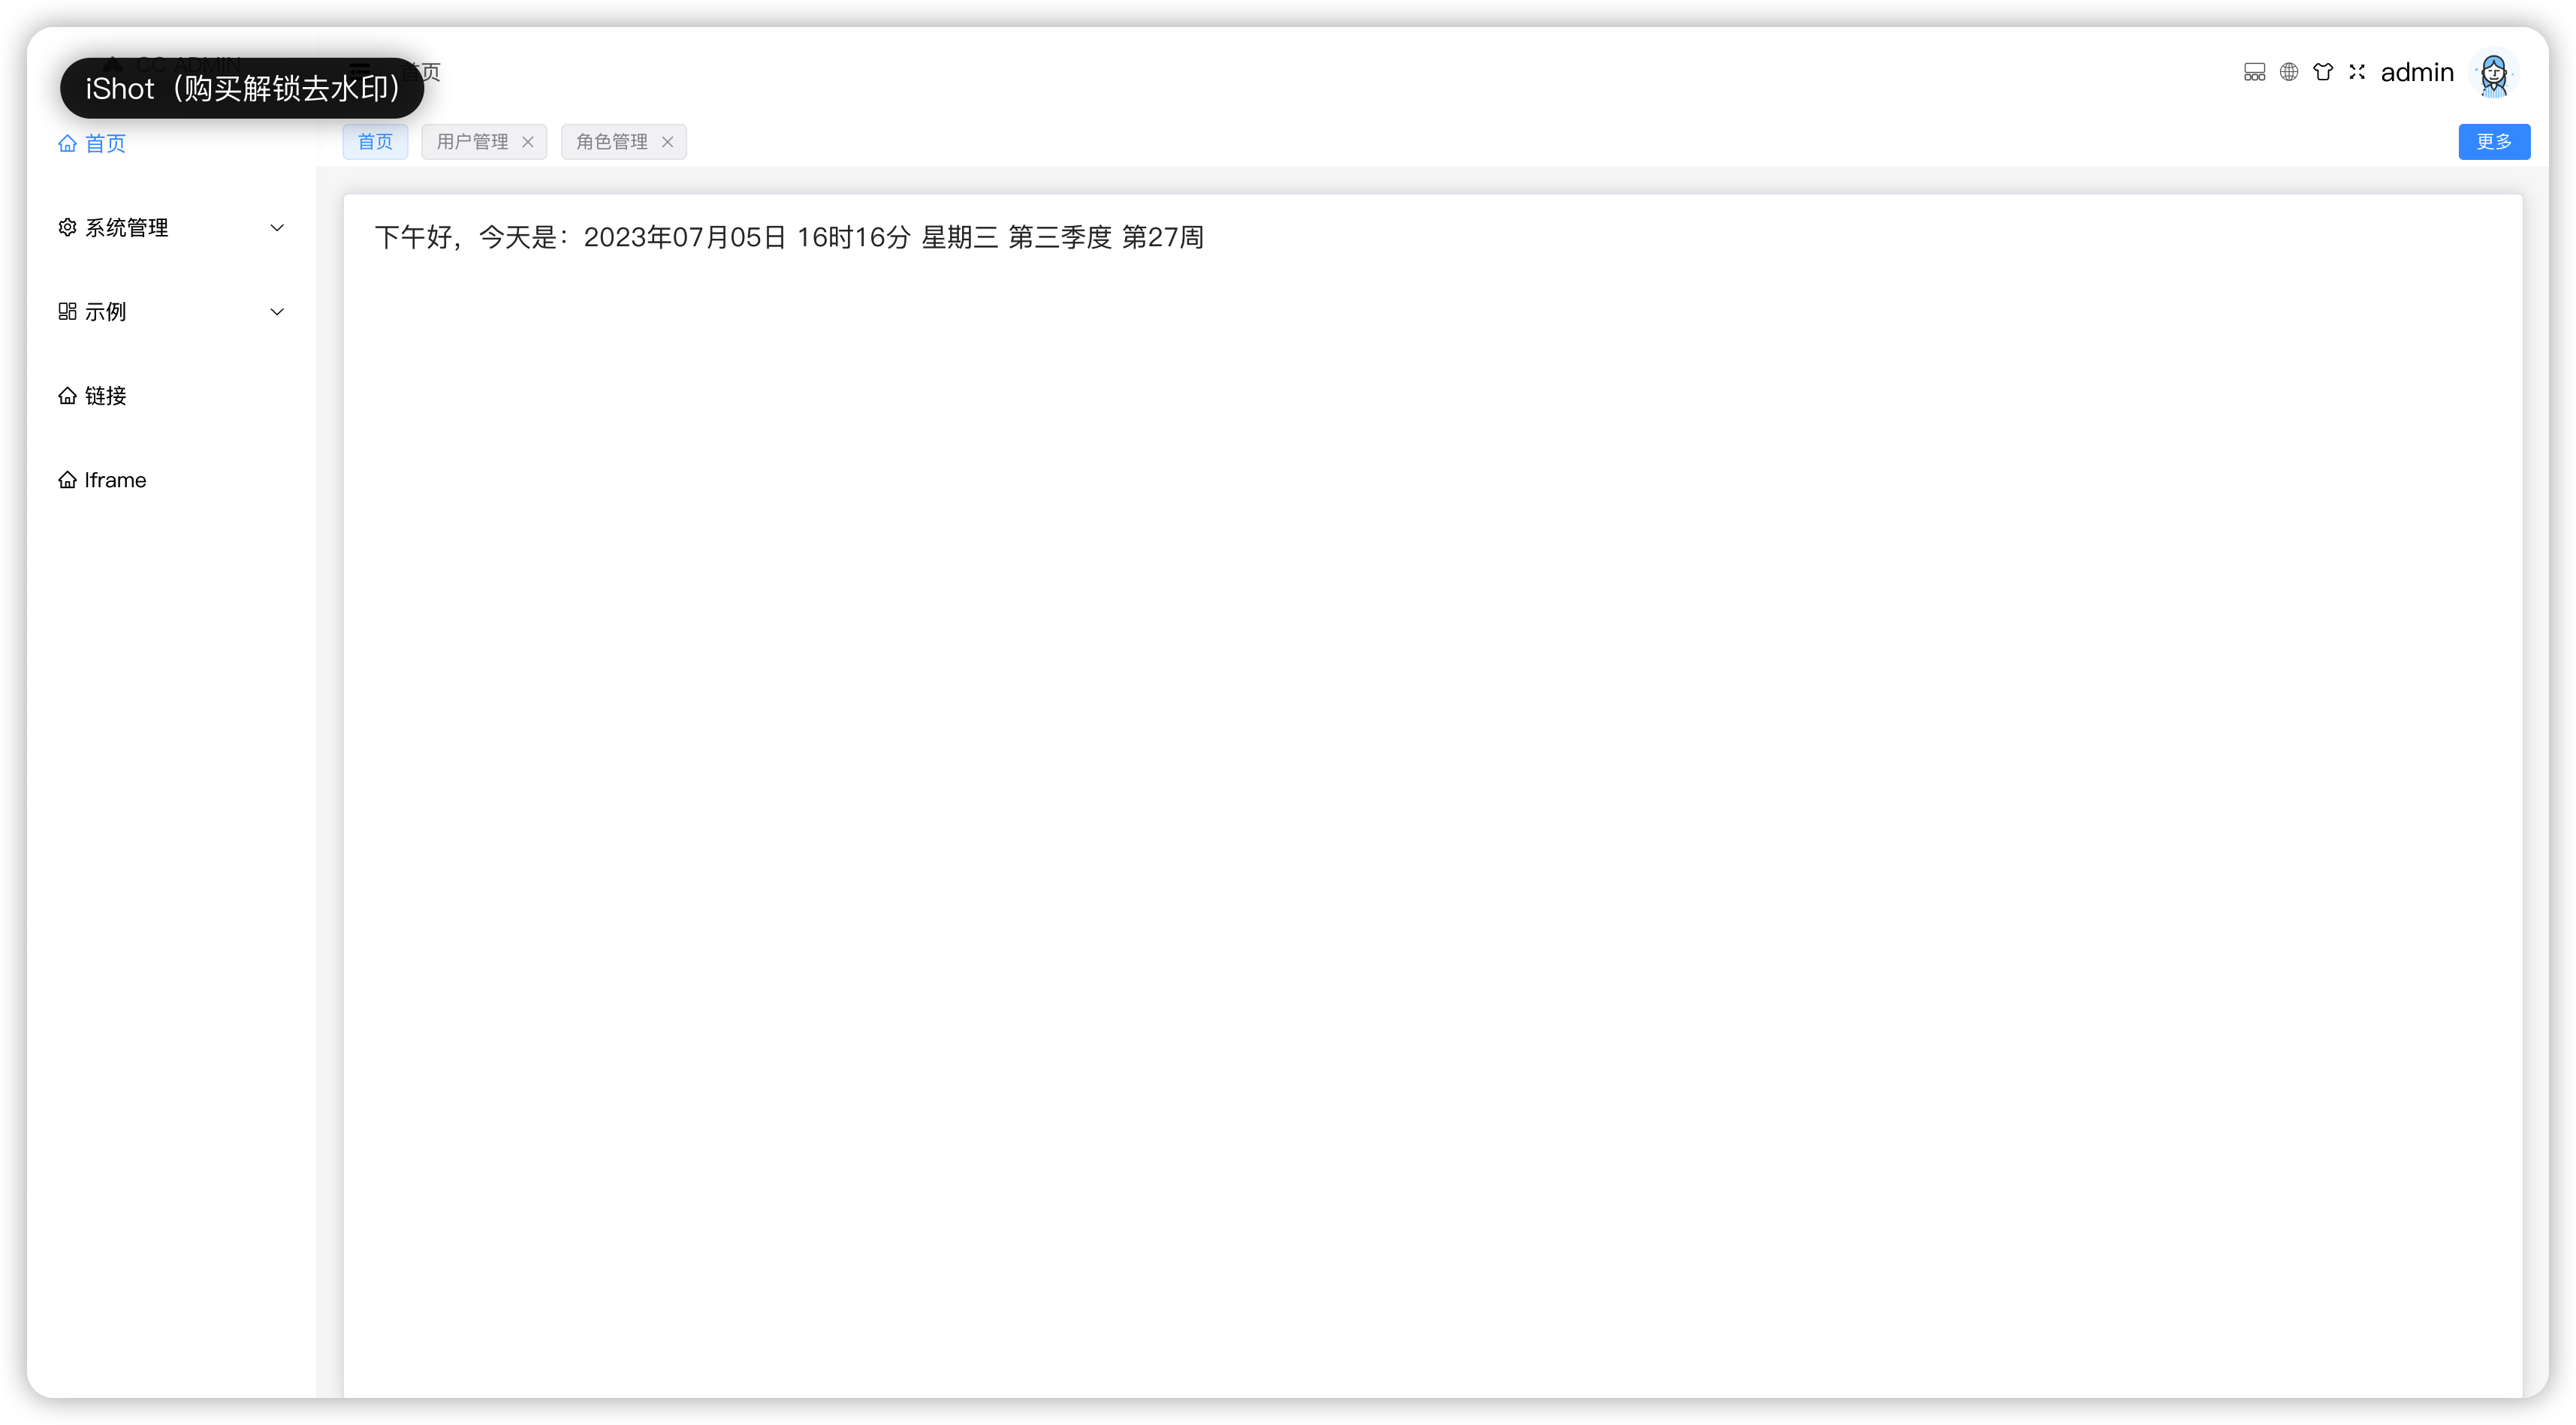 CC ADMIN
iShot（购买解锁去水印）
首页
admin
首页
系统管理
示例
链接
Iframe
首页 用户管理 角色管理 更多
下午好，今天是：2023年07月05日 16时16分 星期三 第三季度 第27周